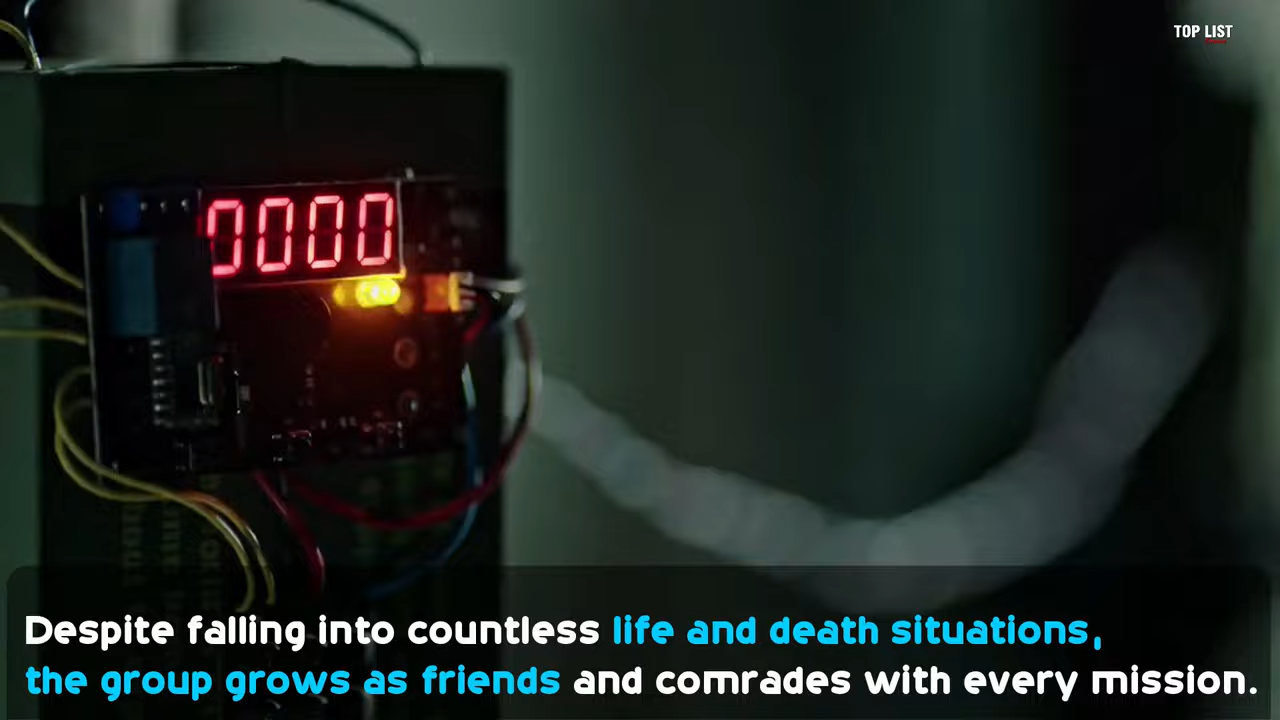 TOP LIST
0000
Despite falling into countless life and death situations,
the group grows as friends and comrades with every mission.